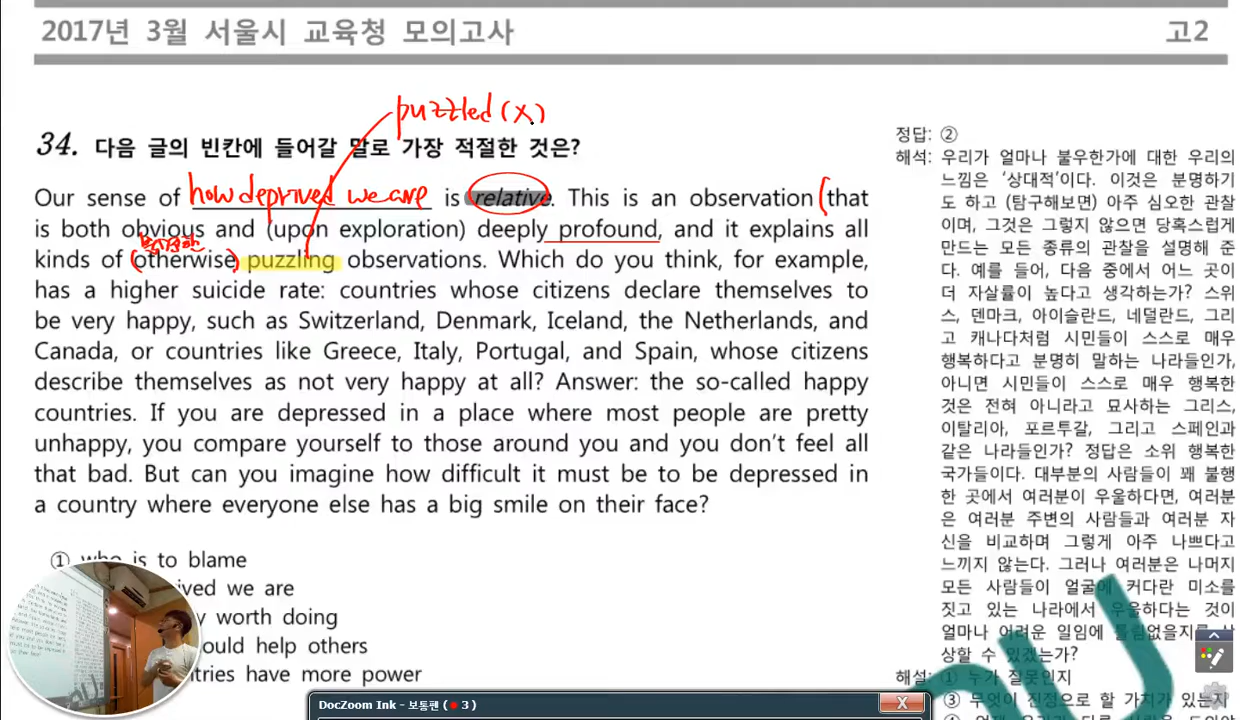 2017년 3월 서울시 교육청 모의고사
고2
puzzled(x)
34. 다음 글의 빈칸에 들어갈 말로 가장 적절한 것은?
Our sense of how deprived we are is relative. This is an observation (that
is both obvious and (upon exploration) deeply profound, and it explains all
kinds of (otherwise) puzzling observations. Which do you think, for example,
has a higher suicide rate: countries whose citizens declare themselves to
be very happy, such as Switzerland, Denmark, Iceland, the Netherlands, and
Canada, or countries like Greece, Italy, Portugal, and Spain, whose citizens
describe themselves as not very happy at all? Answer: the so-called happy
countries. If you are depressed in a place where most people are pretty
unhappy, you compare yourself to those around you and you don't feel all
that bad. But can you imagine how difficult it must be to be depressed in
a country where everyone else has a big smile on their face?
① who is to blame
ived we are
y worth doing
ould help others
tries have more power
정답: ②
해석: 우리가 얼마나 불우한가에 대한 우리의
느낌은 '상대적'이다. 이것은 분명하기
도 하고 (탐구해보면) 아주 심오한 관찰
이며, 그것은 그렇지 않으면 당혹스럽게
만드는 모든 종류의 관찰을 설명해 준
다. 예를 들어, 다음 중에서 어느 곳이
더 자살률이 높다고 생각하는가? 스위
스, 덴마크, 아이슬란드, 네덜란드, 그리
고 캐나다처럼 시민들이 스스로 매우
행복하다고 분명히 말하는 나라들인가,
아니면 시민들이 스스로 매우 행복한
것은 전혀 아니라고 묘사하는 그리스,
이탈리아, 포르투갈, 그리고 스페인과
같은 나라들인가? 정답은 소위 행복한
국가들이다. 대부분의 사람들이 꽤 불행
한 곳에서 여러분이 우울하다면, 여러분
은 여러분 주변의 사람들과 여러분 자
신을 비교하며 그렇게 아주 나쁘다고
느끼지 않는다. 그러나 여러분은 나머지
모든 사람들이 얼굴에 커다란 미소를
짓고 있는 나라에서 우울하다는 것이
얼마나 어려운 일임에 틀림없을지를 상
상할 수 있겠는가?
해설: ① 누가 잘못인지
③ 무엇이 진정으로 할 가치가 있는지
DocZoom Ink - 보통펜 (3)